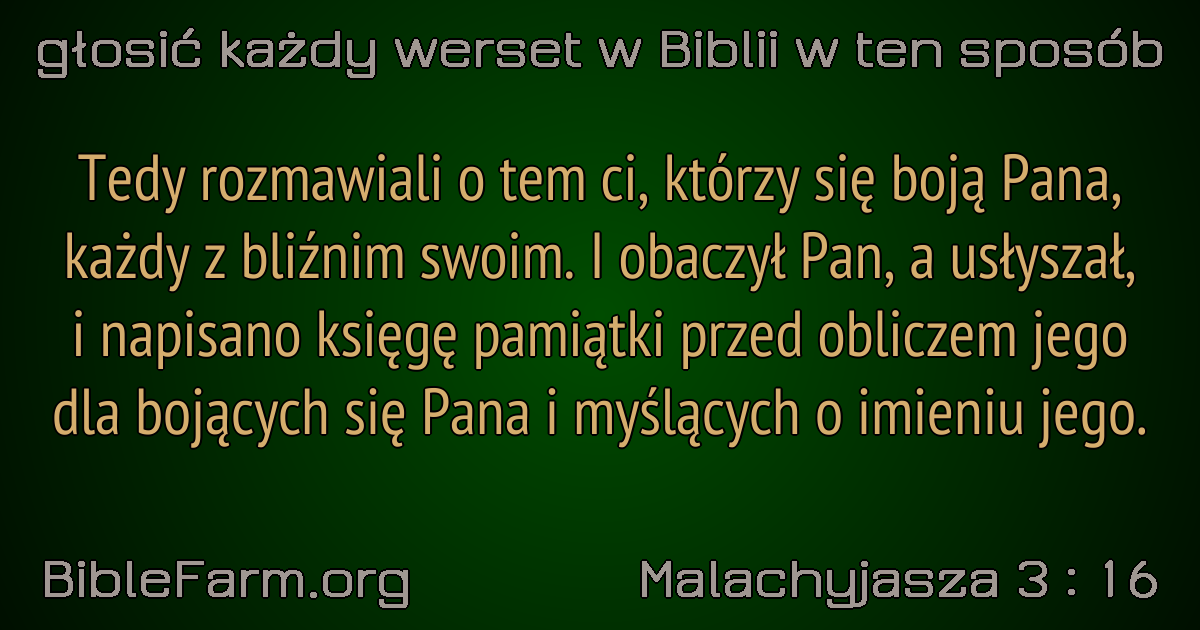 głosić każdy werset w Biblii w ten sposób
Tedy rozmawiali o tem ci, którzy się boją Pana,
każdy z bliźnim swoim. I obaczył Pan, a usłyszał,
i napisano księgę pamiątki przed obliczem jego
dla bojących się Pana i myślących o imieniu jego.
BibleFarm.org
Malachyjasza 3 : 16